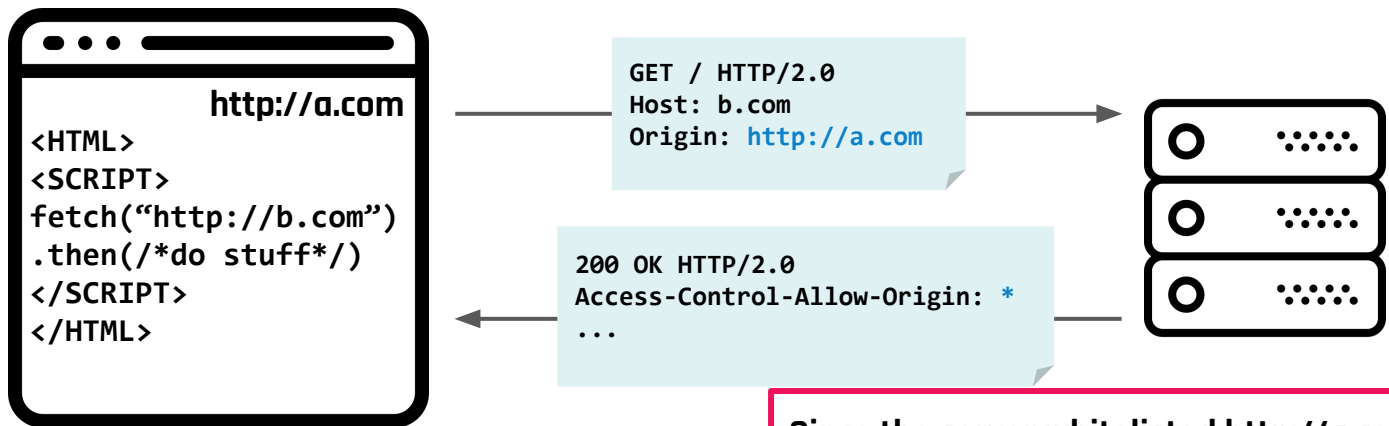 http://a.com
<HTML>
<SCRIPT>
fetch(“http://b.com”)
.then(/*do stuff*/)
</SCRIPT>
</HTML>
GET / HTTP/2.0
Host: b.com
Origin: http://a.com
200 OK HTTP/2.0
Access-Control-Allow-Origin: *
...